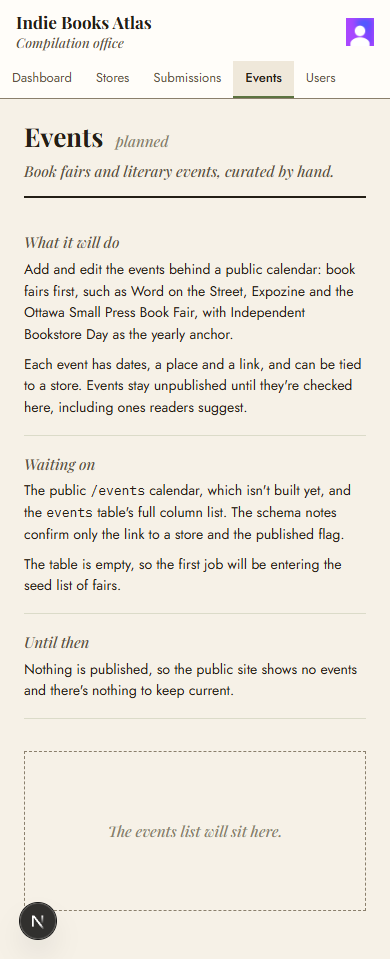 Indie Books Atlas
Compilation office
Dashboard Stores Submissions Events Users
Events planned
Book fairs and literary events, curated by hand.
What it will do
Add and edit the events behind a public calendar: book
fairs first, such as Word on the Street, Expozine and the
Ottawa Small Press Book Fair, with Independent
Bookstore Day as the yearly anchor.
Each event has dates, a place and a link, and can be tied
to a store. Events stay unpublished until they're checked
here, including ones readers suggest.
Waiting on
The public /events calendar, which isn't built yet, and
the events table's full column list. The schema notes
confirm only the link to a store and the published flag.
The table is empty, so the first job will be entering the
seed list of fairs.
Until then
Nothing is published, so the public site shows no events
and there's nothing to keep current.
The events list will sit here.
N